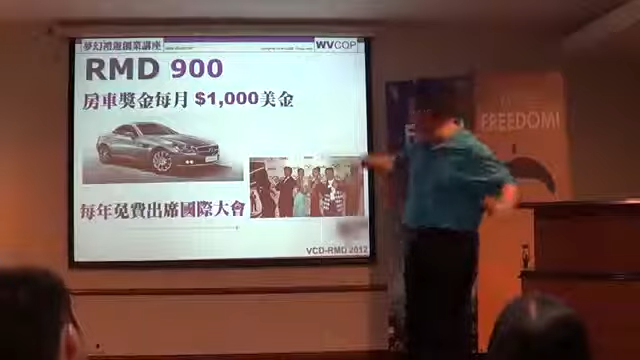 夢幻禮遊創業講座
WVCOP
RMD 900
房車獎金每月 $1,000美金
每年免費出席國際大會
VCD-RMD 2012
FREEDOM!